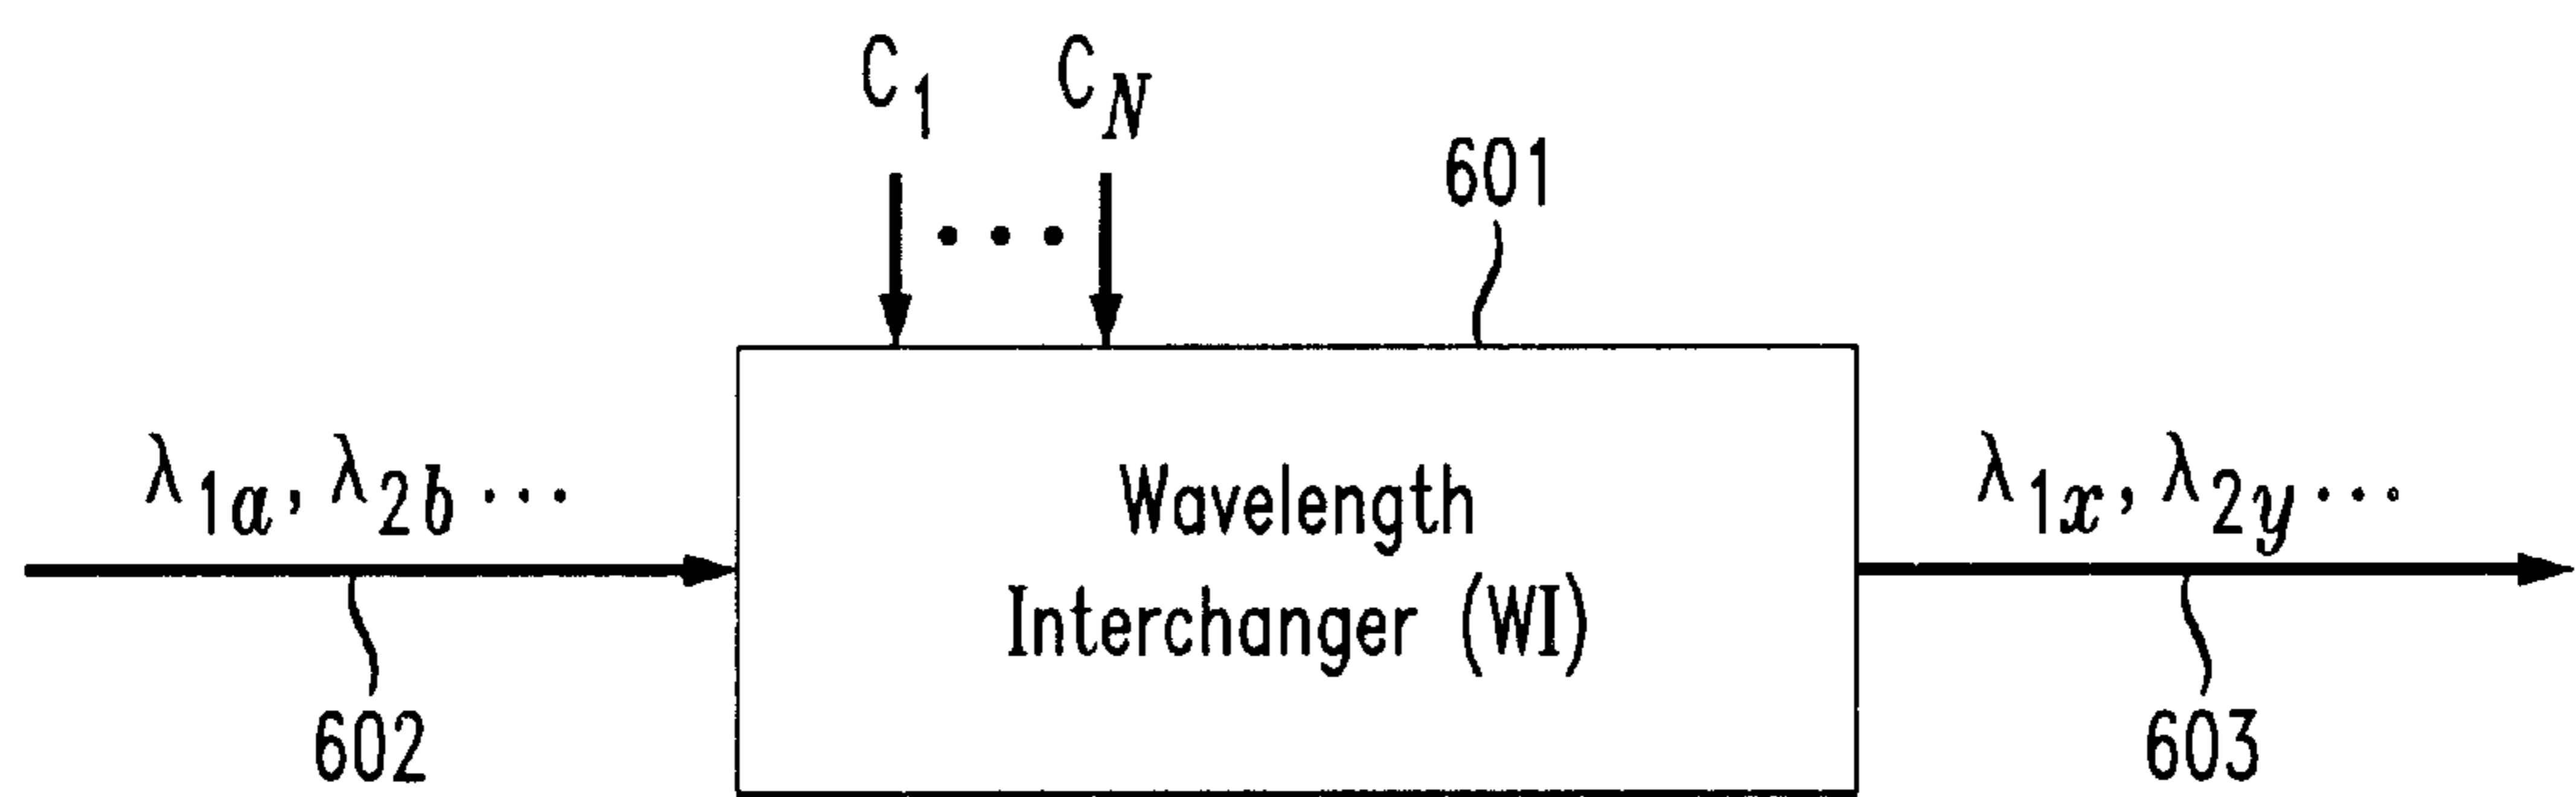 C1 CN
601
λ1a, λ2b ...
Wavelength
Interchanger (WI)
λ1x, λ2y ...
602
603